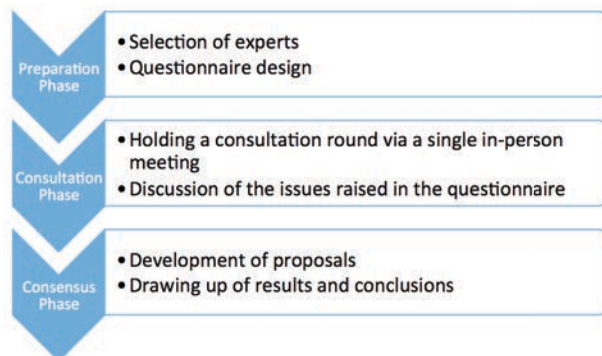 Preparation
Phase
• Selection of experts
• Questionnaire design
Consultation
Phase
• Holding a consultation round via a single in-person
meeting
• Discussion of the issues raised in the questionnaire
Consensus
Phase
• Development of proposals
• Drawing up of results and conclusions